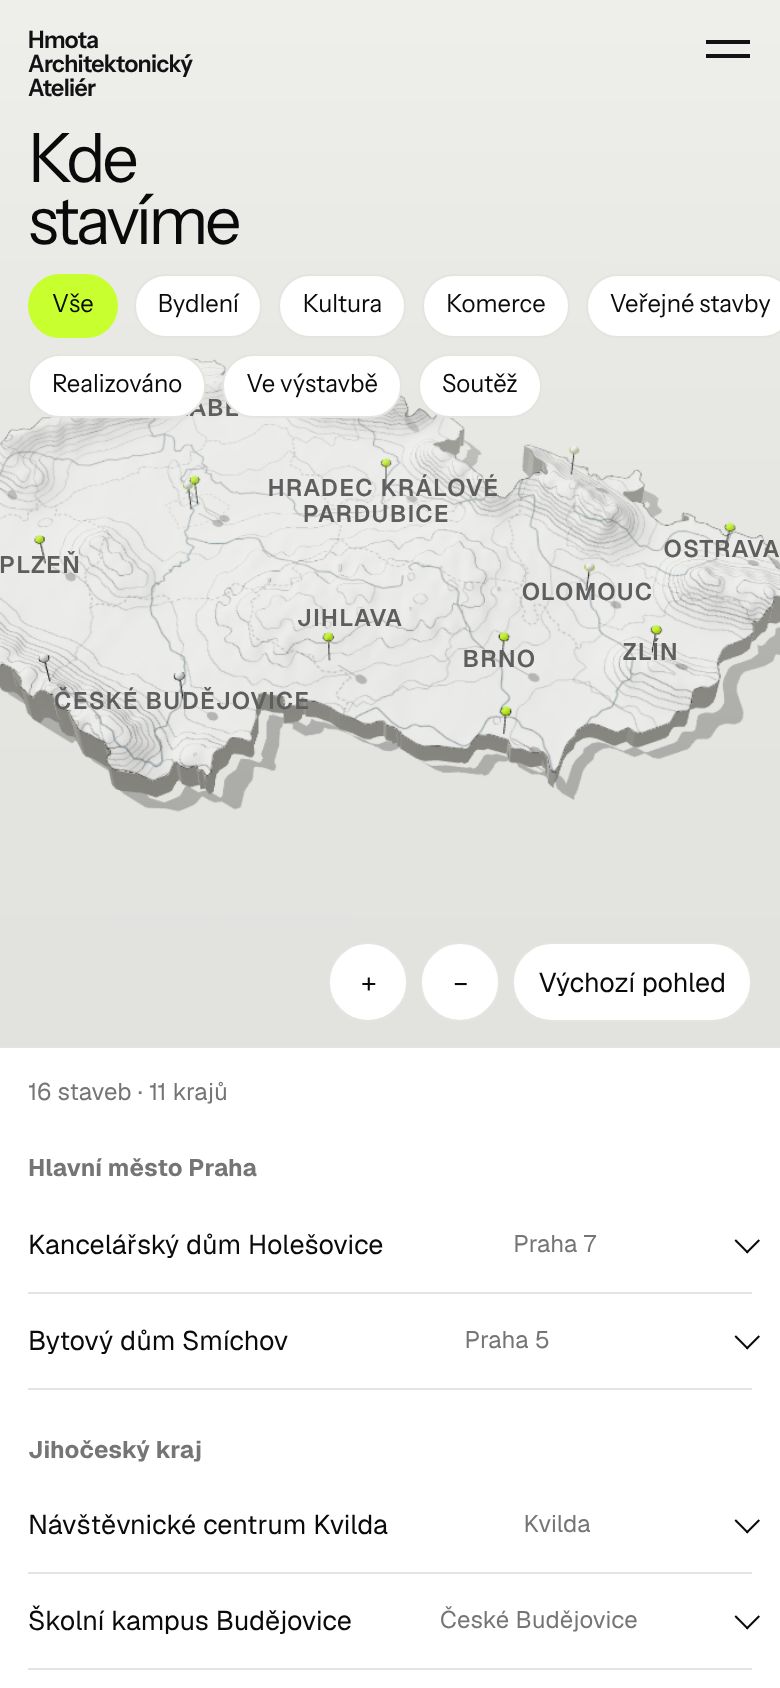 Hmota
Architektonický
Ateliér
Kde
stavíme
Vše
Bydlení
Kultura
Komerce
Veřejné stavby
Realizováno
Ve výstavbě
Soutěž
HRADEC KRÁLOVÉ
PARDUBICE
OSTRAVA
PLZEŇ
OLOMOUC
JIHLAVA
BRNO
ZLÍN
ČESKÉ BUDĚJOVICE
+
−
Výchozí pohled
16 staveb · 11 krajů
Hlavní město Praha
Kancelářský dům Holešovice
Praha 7
Bytový dům Smíchov
Praha 5
Jihočeský kraj
Návštěvnické centrum Kvilda
Kvilda
Školní kampus Budějovice
České Budějovice